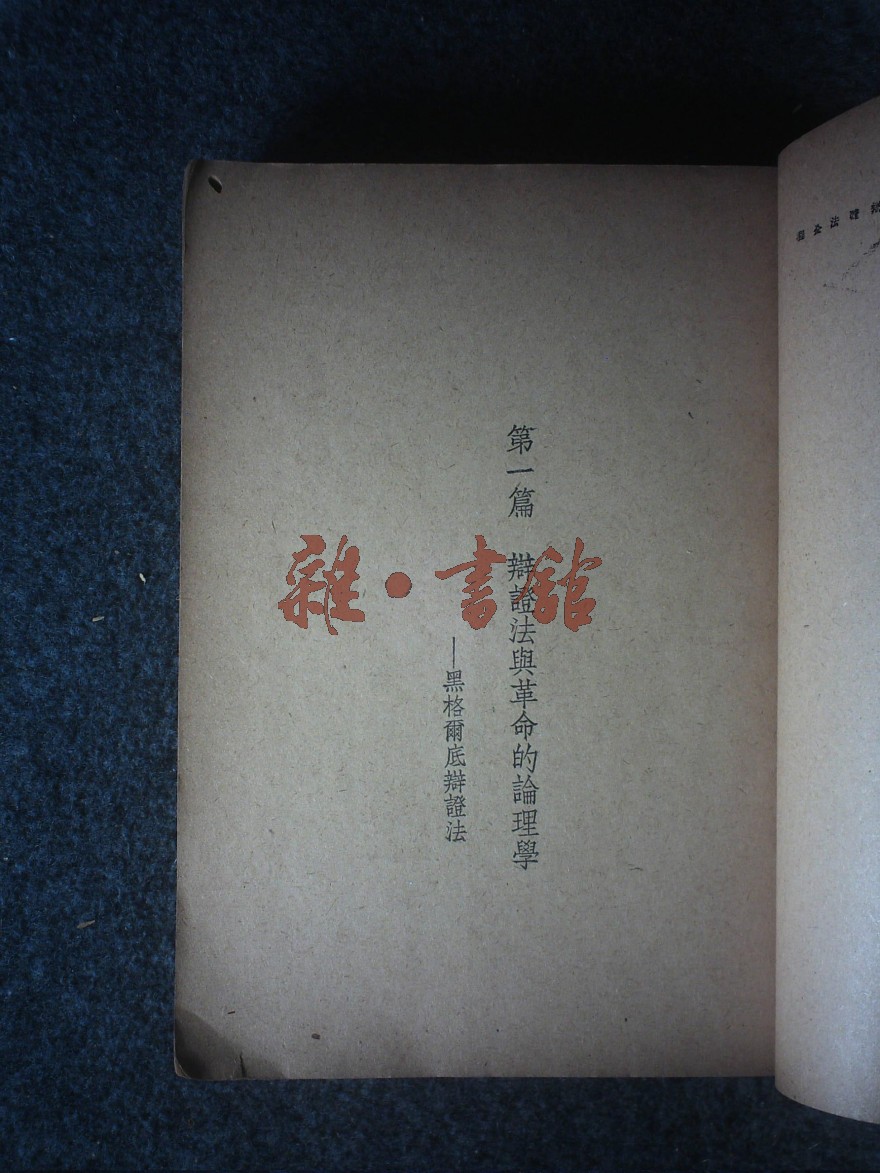 第一篇 辯證法與革命的論理學
—黑格爾底辯證法
雜·書館